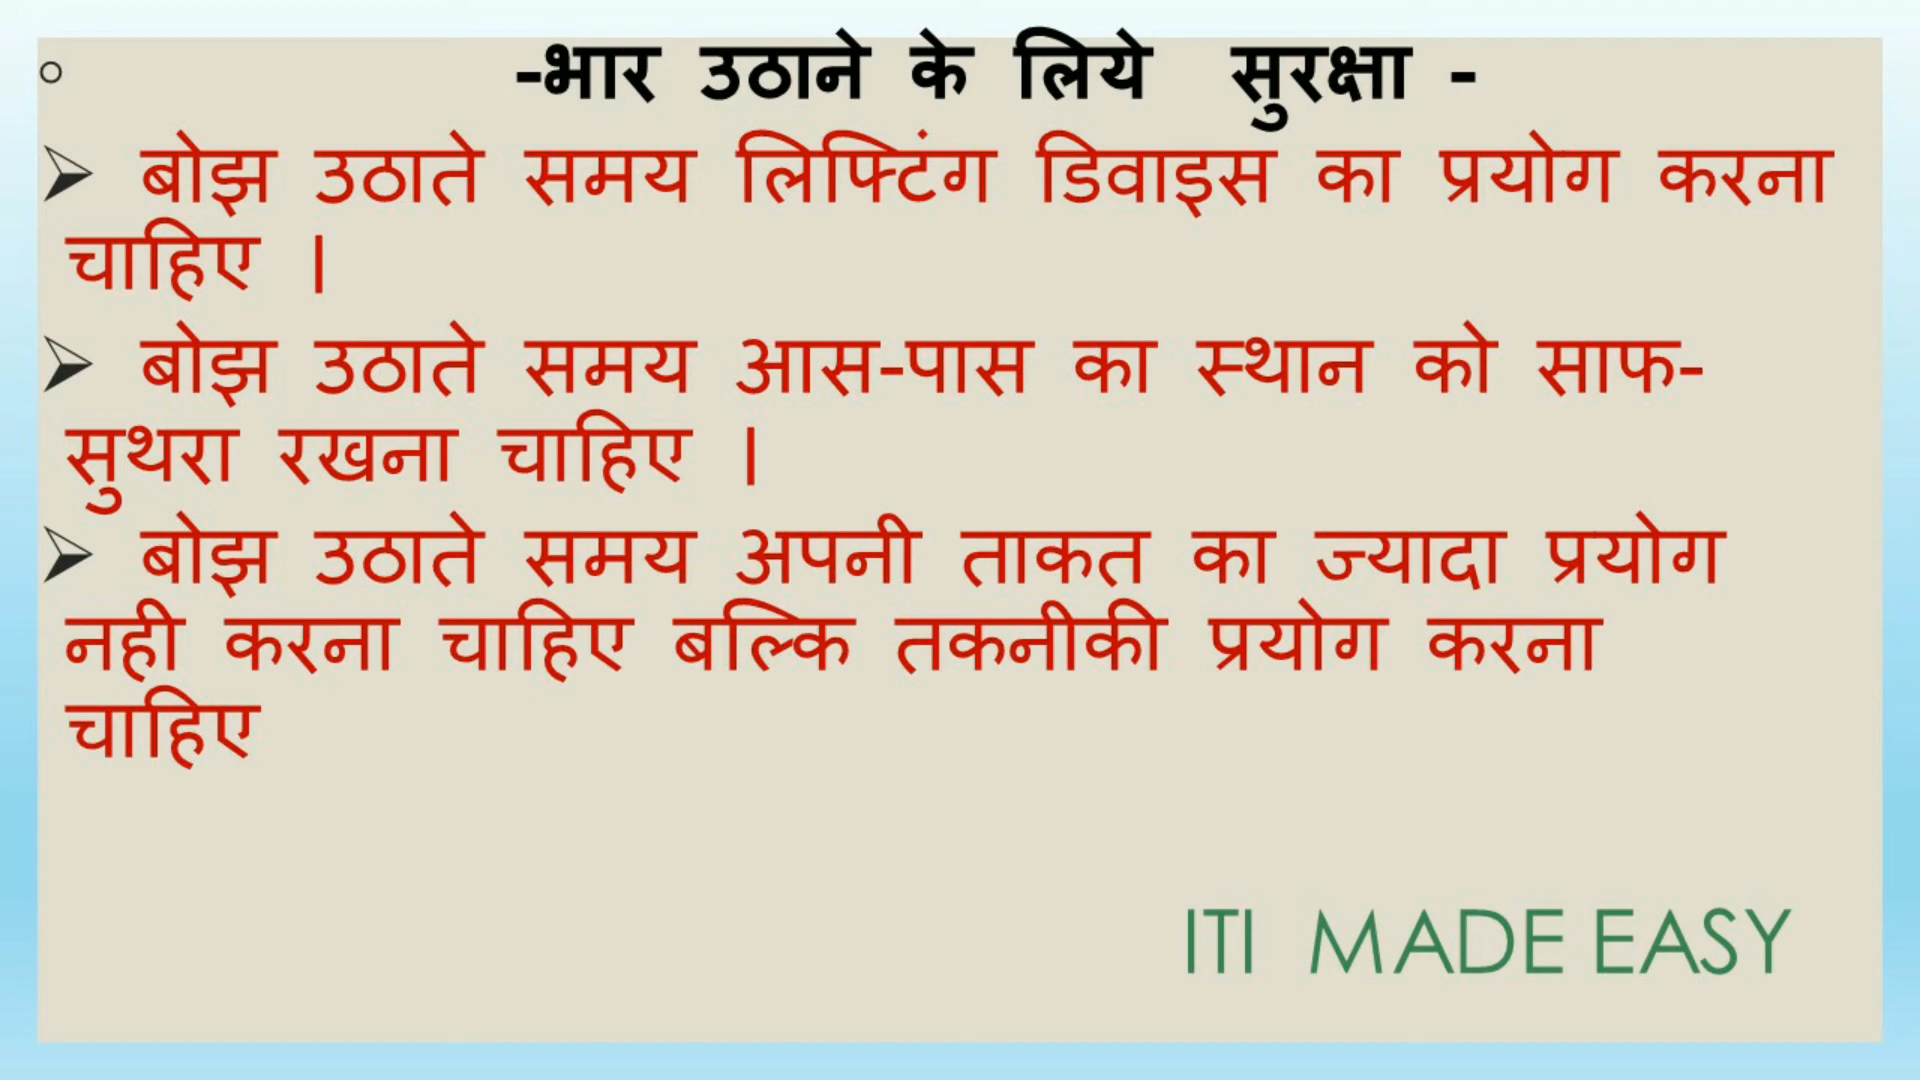 -भार उठाने के लिये सुरक्षा -
बोझ उठाते समय लिफ्टिंग डिवाइस का प्रयोग करना
चाहिए ।
बोझ उठाते समय आस-पास का स्थान को साफ-
सुथरा रखना चाहिए ।
बोझ उठाते समय अपनी ताकत का ज्यादा प्रयोग
नही करना चाहिए बल्कि तकनीकी प्रयोग करना
चाहिए
ITI MADE EASY